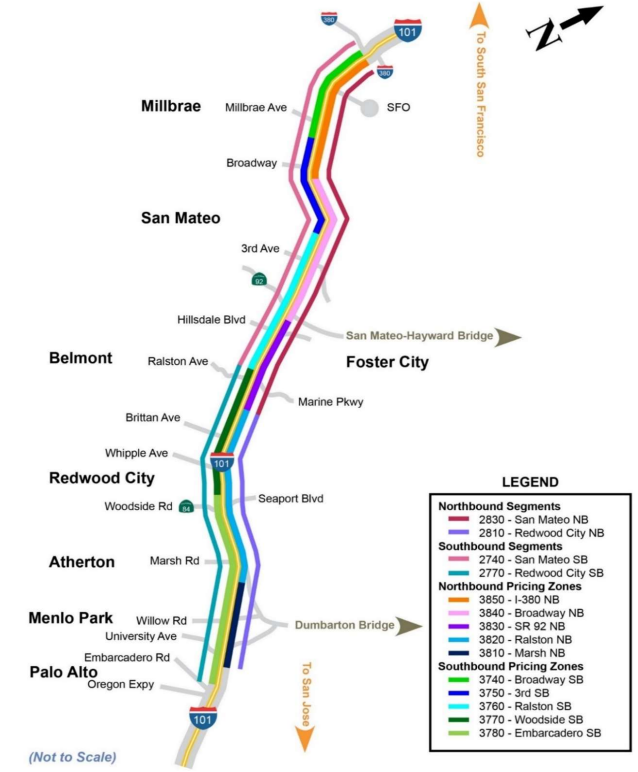 380
101
N
To South San Francisco
380
Millbrae
Millbrae Ave
SFO
Broadway
San Mateo
3rd Ave
92
Hillsdale Blvd
San Mateo-Hayward Bridge
Belmont
Ralston Ave
Foster City
Marine Pkwy
Brittan Ave
Whipple Ave
101
Redwood City
Woodside Rd
84
Seaport Blvd
Atherton
Marsh Rd
Menlo Park
Willow Rd
Dumbarton Bridge
University Ave
Embarcadero Rd
Palo Alto
Oregon Expy
To San Jose
101
(Not to Scale)
LEGEND
Northbound Segments
2830 - San Mateo NB
2810 - Redwood City NB
Southbound Segments
2740 - San Mateo SB
2770 - Redwood City SB
Northbound Pricing Zones
3850 - I-380 NB
3840 - Broadway NB
3830 - SR 92 NB
3820 - Ralston NB
3810 - Marsh NB
Southbound Pricing Zones
3740 - Broadway SB
3750 - 3rd SB
3760 - Ralston SB
3770 - Woodside SB
3780 - Embarcadero SB